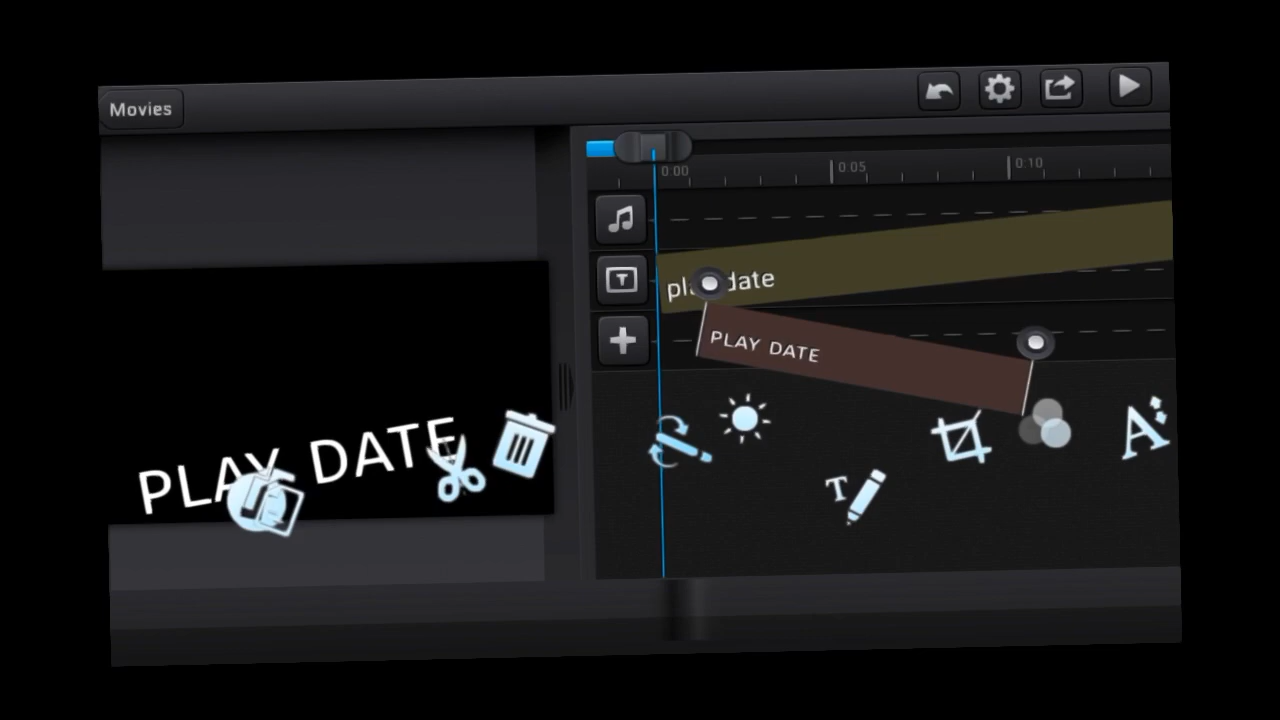 Movies
0:00
0:05
0:10
T
play date
PLAY DATE
PLAY DATE
T
A